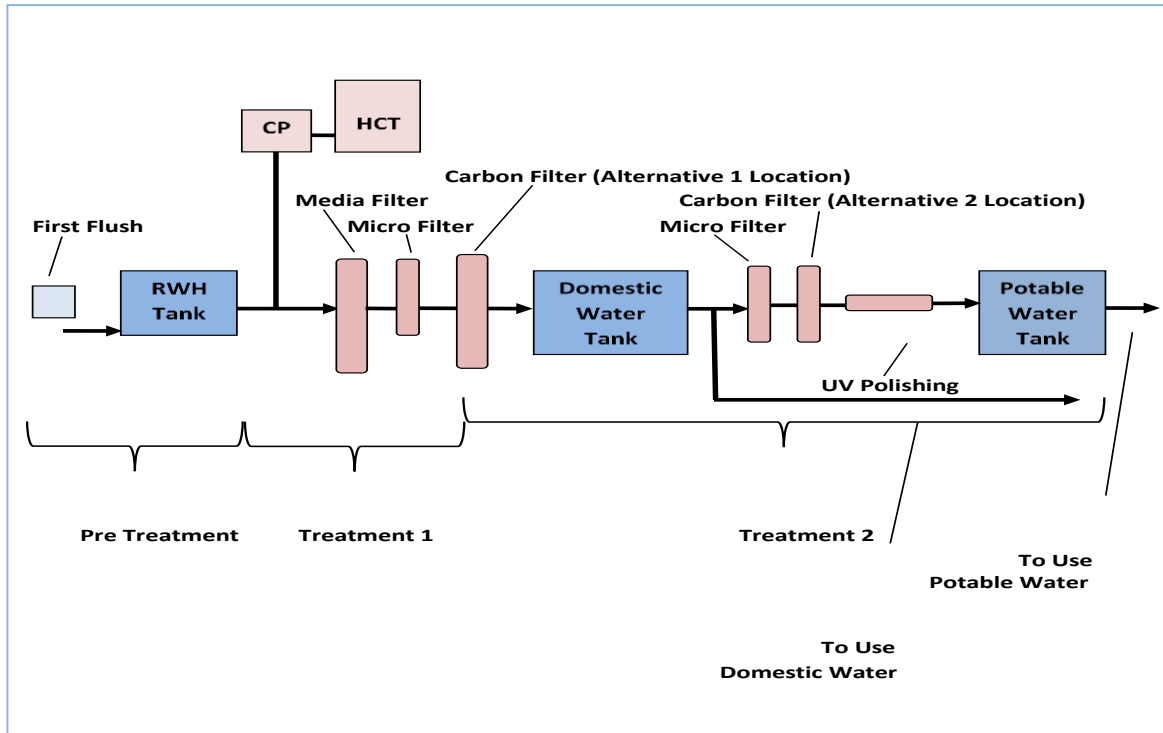 CP
HCT
Carbon Filter (Alternative 1 Location)
Media Filter
Carbon Filter (Alternative 2 Location)
First Flush
Micro Filter
Micro Filter
RWH
Tank
Domestic
Water
Tank
Potable
Water
Tank
UV Polishing
Pre Treatment
Treatment 1
Treatment 2
To Use
Potable Water
To Use
Domestic Water